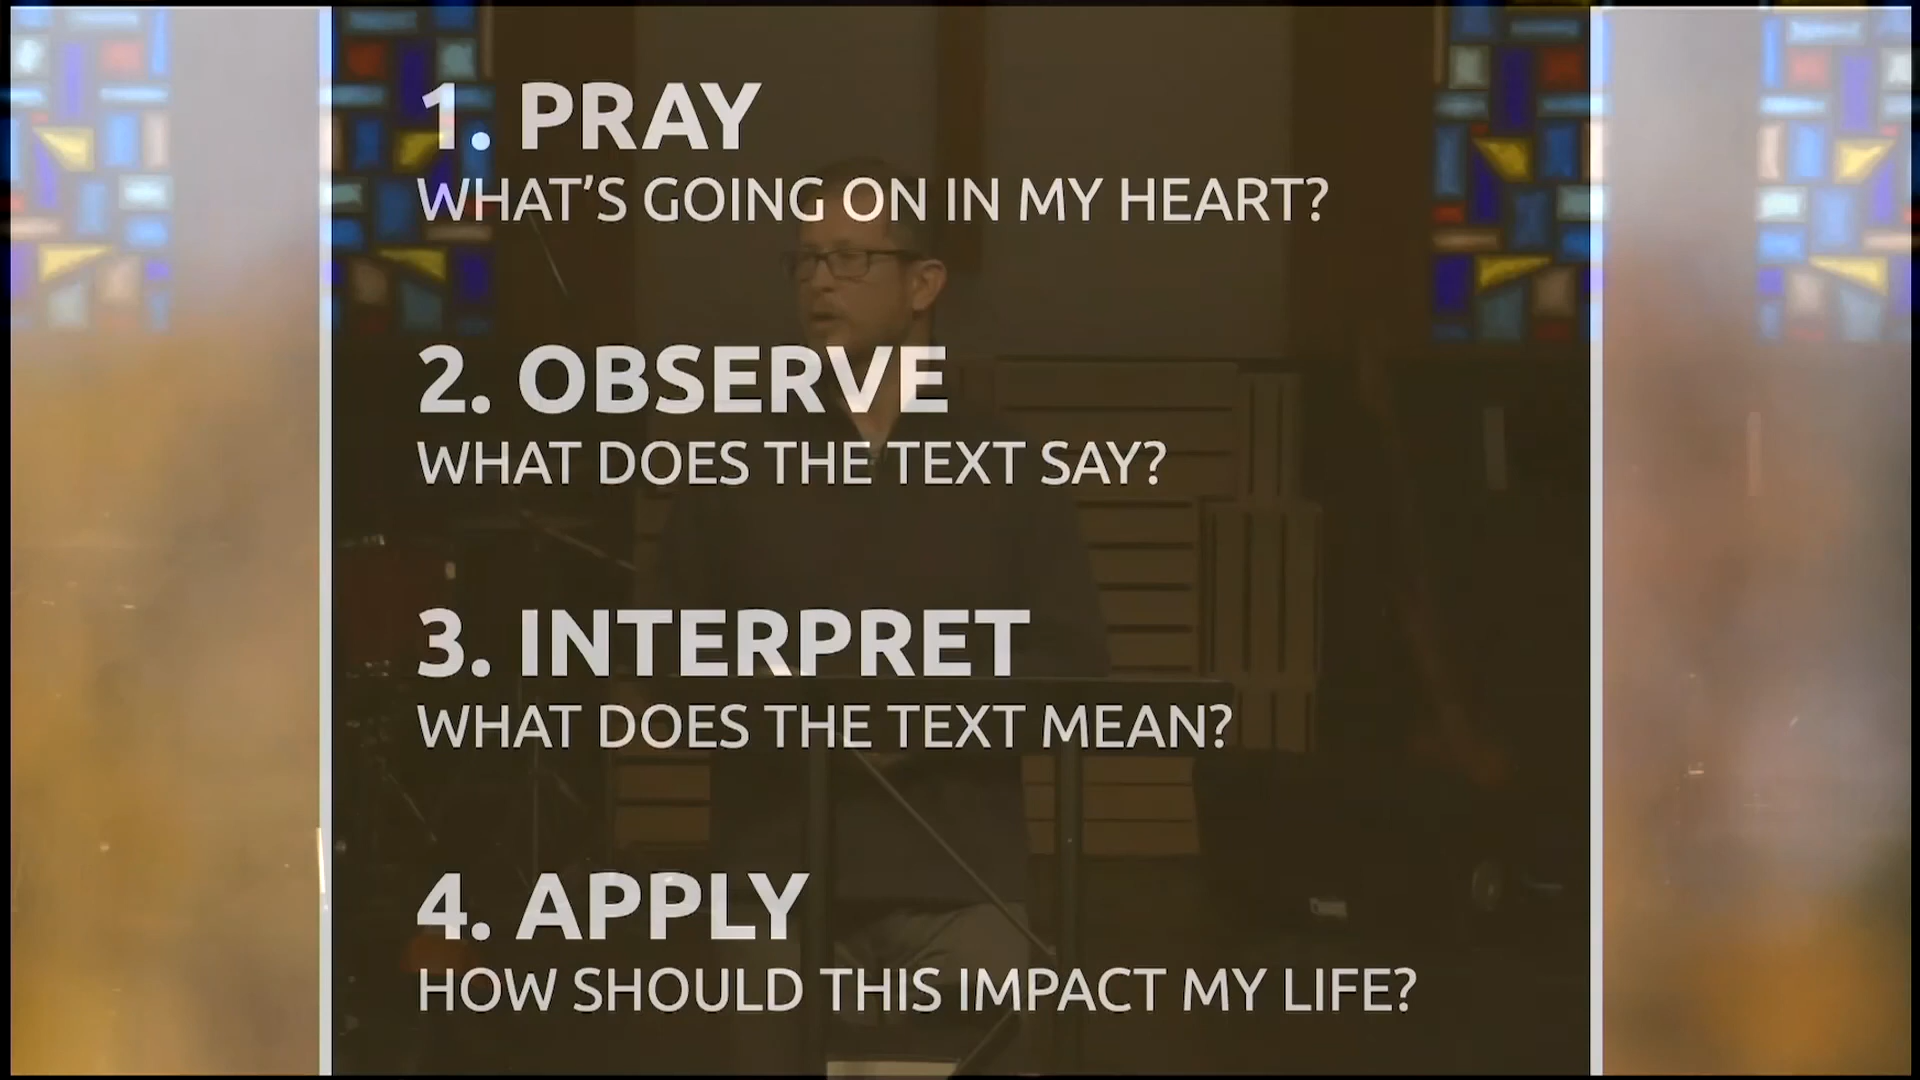 1. PRAY
WHAT’S GOING ON IN MY HEART?
2. OBSERVE
WHAT DOES THE TEXT SAY?
3. INTERPRET
WHAT DOES THE TEXT MEAN?
4. APPLY
HOW SHOULD THIS IMPACT MY LIFE?